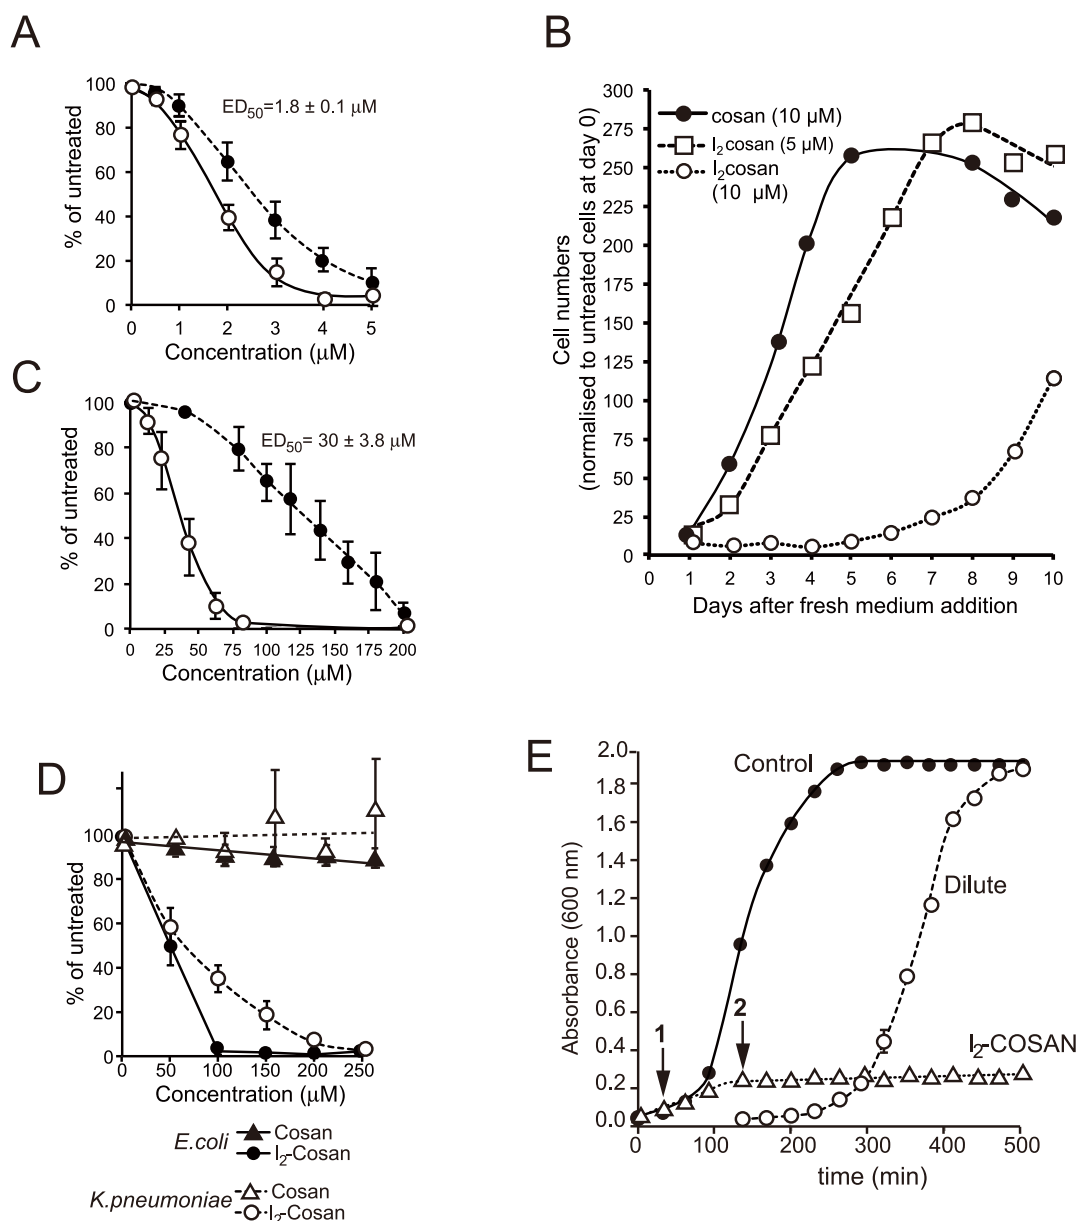 A
100
80
60
40
20
0
% of untreated
ED50=1.8 ± 0.1 μM
0 1 2 3 4 5
Concentration (μM)
B
300
275
250
225
200
175
150
125
100
75
50
25
0
Cell numbers
(normalised to untreated cells at day 0)
cosan (10 μM)
I2cosan (5 μM)
I2cosan
(10 μM)
0 1 2 3 4 5 6 7 8 9 10
Days after fresh medium addition
C
100
80
60
40
20
0
% of untreated
ED50= 30 ± 3.8 μM
0 25 50 75 100 125 150 175 200
Concentration (μM)
D
100
80
60
40
20
0
% of untreated
0 50 100 150 200 250
Concentration (μM)
E.coli
Cosan
I2-Cosan
K.pneumoniae
Cosan
I2-Cosan
E
2.0
1.8
1.6
1.4
1.2
1.0
0.8
0.6
0.4
0.2
0.0
Absorbance (600 nm)
Control
Dilute
1
2
I2-COSAN
0 100 200 300 400 500
time (min)